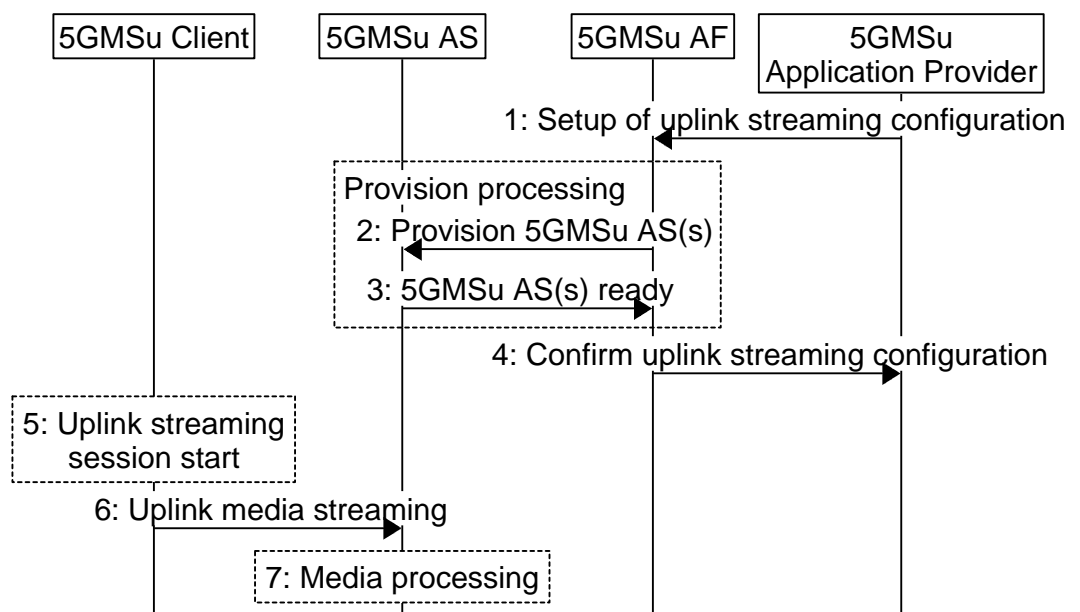 5GMSu Client
5GMSu AS
5GMSu AF
5GMSu
Application Provider
1: Setup of uplink streaming configuration
Provision processing
2: Provision 5GMSu AS(s)
3: 5GMSu AS(s) ready
4: Confirm uplink streaming configuration
5: Uplink streaming
session start
6: Uplink media streaming
7: Media processing